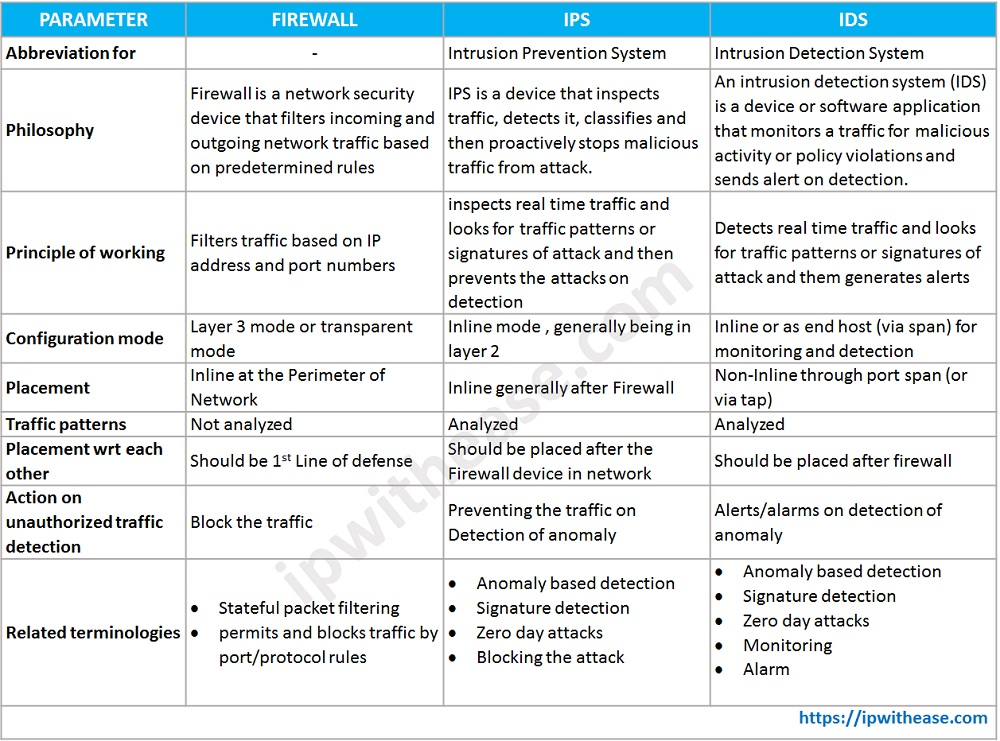 PARAMETER FIREWALL IPS IDS
Abbreviation for - Intrusion Prevention System Intrusion Detection System
Philosophy
Firewall is a network security
device that filters incoming and
outgoing network traffic based
on predetermined rules
IPS is a device that inspects
traffic, detects it, classifies and
then proactively stops malicious
traffic from attack.
An intrusion detection system (IDS)
is a device or software application
that monitors a traffic for malicious
activity or policy violations and
sends alert on detection.
Principle of working
Filters traffic based on IP
address and port numbers
inspects real time traffic and
looks for traffic patterns or
signatures of attack and then
prevents the attacks on
detection
Detects real time traffic and looks
for traffic patterns or signatures of
attack and them generates alerts
Configuration mode
Layer 3 mode or transparent
mode
Inline mode , generally being in
layer 2
Inline or as end host (via span) for
monitoring and detection
Placement
Inline at the Perimeter of
Network
Inline generally after Firewall
Non-Inline through port span (or
via tap)
Traffic patterns Not analyzed Analyzed Analyzed
Placement wrt each
other
Should be 1st Line of defense
Should be placed after the
Firewall device in network
Should be placed after firewall
Action on
unauthorized traffic
detection
Block the traffic
Preventing the traffic on
Detection of anomaly
Alerts/alarms on detection of
anomaly
Related terminologies
• Stateful packet filtering
• permits and blocks traffic by
port/protocol rules
• Anomaly based detection
• Signature detection
• Zero day attacks
• Blocking the attack
• Anomaly based detection
• Signature detection
• Zero day attacks
• Monitoring
• Alarm
https://ipwithease.com
ipwithease.com